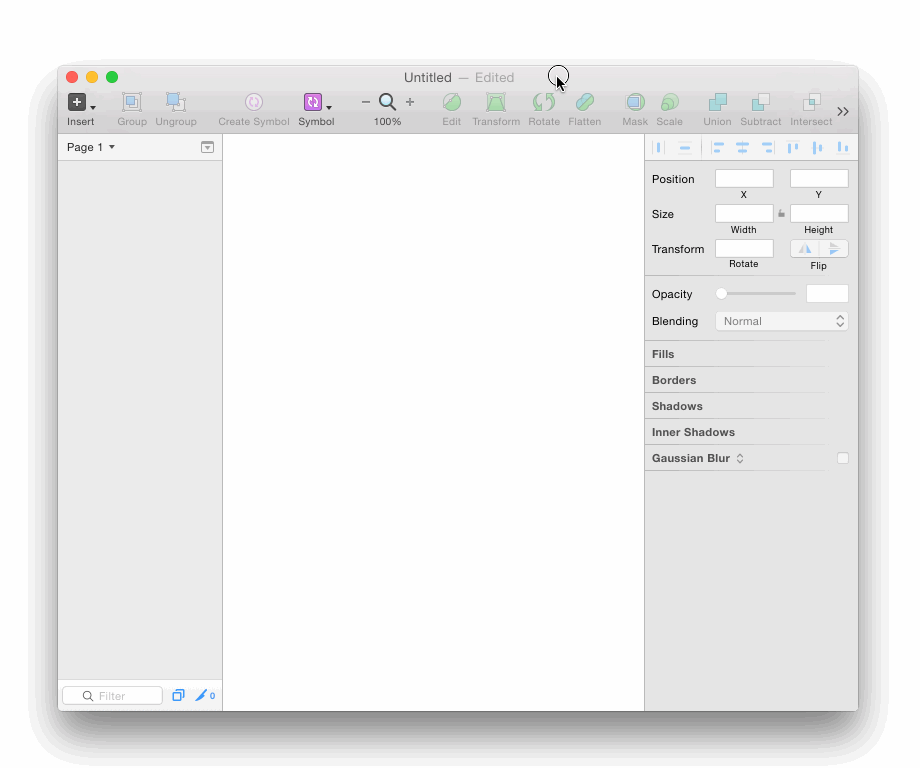 Untitled — Edited
Insert Group Ungroup Create Symbol Symbol 100% Edit Transform Rotate Flatten Mask Scale Union Subtract Intersect
Page 1
Position
X Y
Size
Width Height
Transform
Rotate Flip
Opacity
Blending Normal
Fills
Borders
Shadows
Inner Shadows
Gaussian Blur
Filter 0